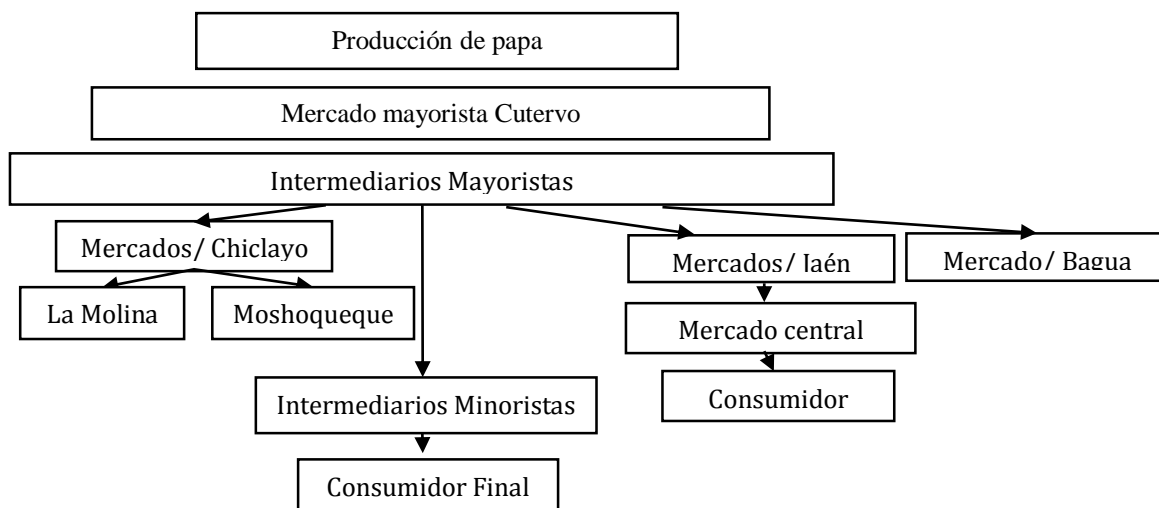 Producción de papa
Mercado mayorista Cutervo
Intermediarios Mayoristas
Mercados/ Chiclayo
Mercados/ Jaén
Mercado/ Bagua
La Molina
Moshoqueque
Mercado central
Intermediarios Minoristas
Consumidor
Consumidor Final